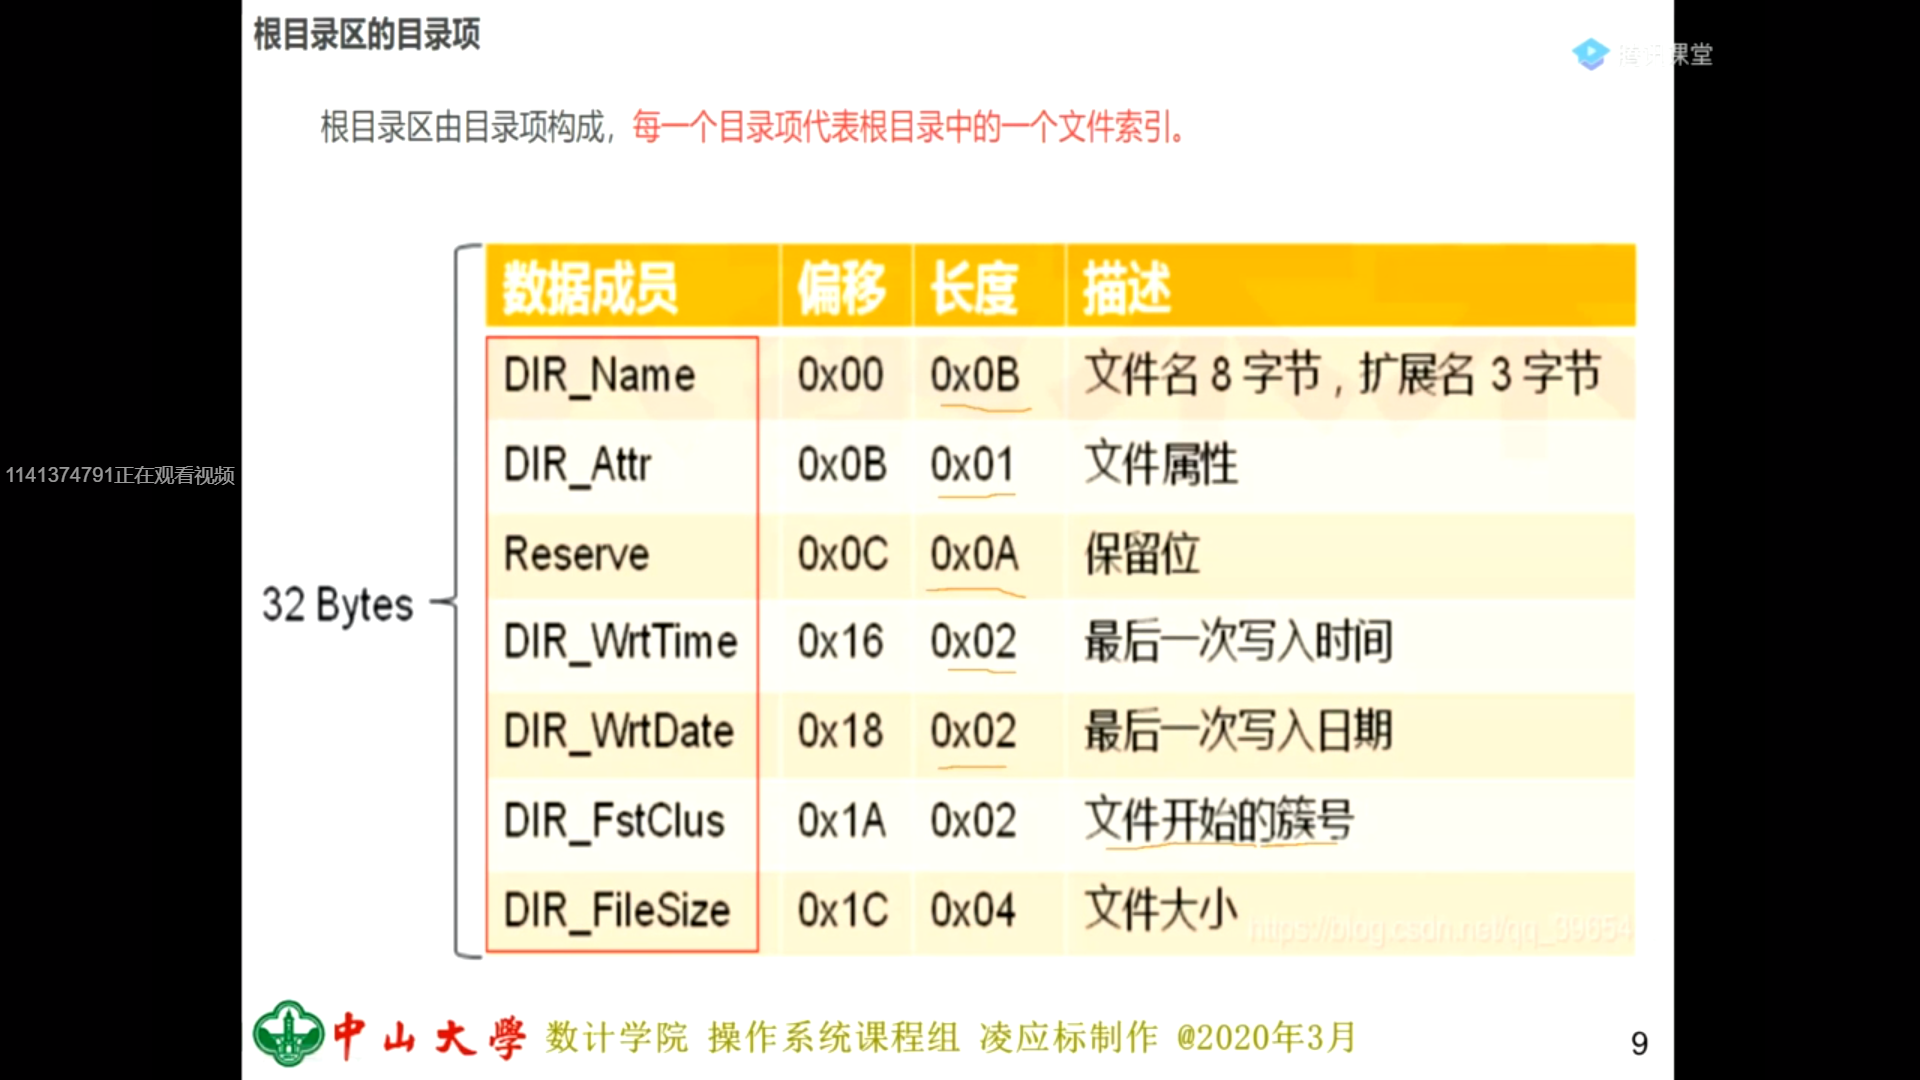 根目录区的目录项
腾讯课堂
根目录区由目录项构成，每一个目录项代表根目录中的一个文件索引。
数据成员 偏移 长度 描述
DIR_Name 0x00 0x0B 文件名 8 字节，扩展名 3 字节
DIR_Attr 0x0B 0x01 文件属性
1141374791正在观看视频
Reserve 0x0C 0x0A 保留位
32 Bytes
DIR_WrtTime 0x16 0x02 最后一次写入时间
DIR_WrtDate 0x18 0x02 最后一次写入日期
DIR_FstClus 0x1A 0x02 文件开始的簇号
DIR_FileSize 0x1C 0x04 文件大小
https://blog.csdn.net/qq_39654
中山大学 数计学院 操作系统课程组 凌应标制作 @2020年3月
9